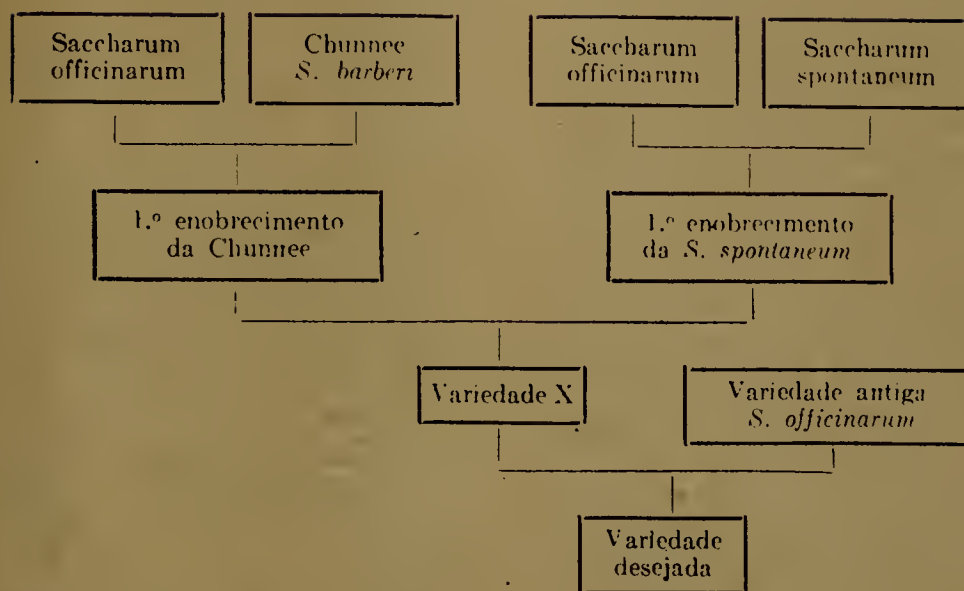 Saccharum
officinarum
Chunnee
S. barberi
Saccharum
officinarum
Saccharum
spontaneum
1.º enobrecimento
da Chunnee
1.º enobrecimento
da S. spontaneum
Variedade X
Variedade antiga
S. officinarum
Variedade
desejada